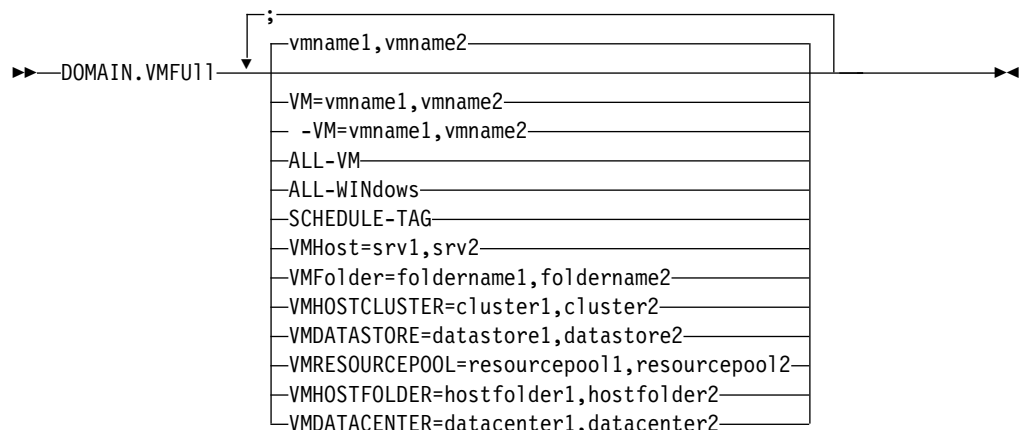 ;
vmname1,vmname2
DOMAIN.VMFUll
VM=vmname1,vmname2
-VM=vmname1,vmname2
ALL-VM
ALL-WINdows
SCHEDULE-TAG
VMHost=srv1,srv2
VMFolder=foldername1,foldername2
VMHOSTCLUSTER=cluster1,cluster2
VMDATASTORE=datastore1,datastore2
VMRESOURCEPOOL=resourcepool1,resourcepool2
VMHOSTFOLDER=hostfolder1,hostfolder2
VMDATACENTER=datacenter1,datacenter2